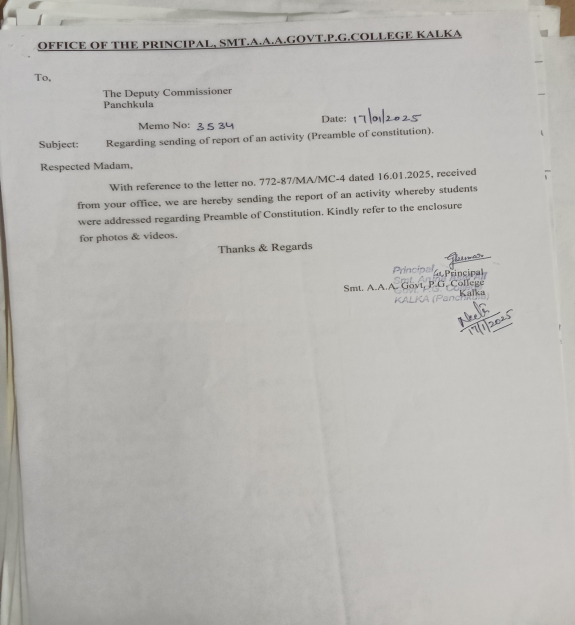 OFFICE OF THE PRINCIPAL, SMT.A.A.A.GOVT.P.G.COLLEGE KALKA
To,
The Deputy Commissioner
Panchkula
Memo No: 3534 Date: 17/01/2025
Subject: Regarding sending of report of an activity (Preamble of constitution).
Respected Madam,
With reference to the letter no. 772-87/MA/MC-4 dated 16.01.2025, received
from your office, we are hereby sending the report of an activity whereby students
were addressed regarding Preamble of Constitution. Kindly refer to the enclosure
for photos & videos.
Thanks & Regards
Principal
Principal
Smt. A.A.A. Govt. P.G. College
Kalka
KALKA (Panchkula)
17/1/2025